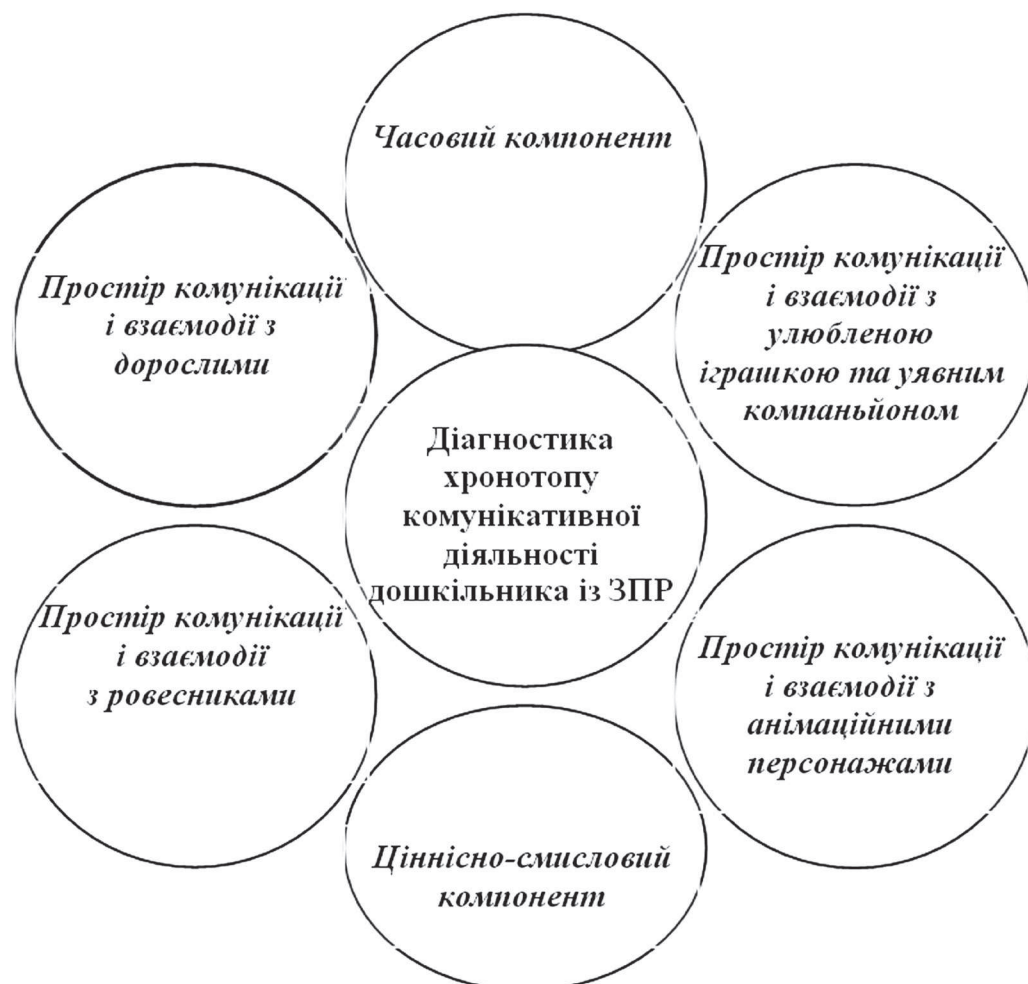 Часовий компонент
Простір комунікації
і взаємодії з
дорослими
Простір комунікації
і взаємодії з
улюбленою
іграшкою та уявним
компаньйоном
Діагностика
хронотопу
комунікативної
діяльності
дошкільника із ЗПР
Простір комунікації
і взаємодії
з ровесниками
Простір комунікації
і взаємодії з
анімаційними
персонажами
Ціннісно-смисловий
компонент